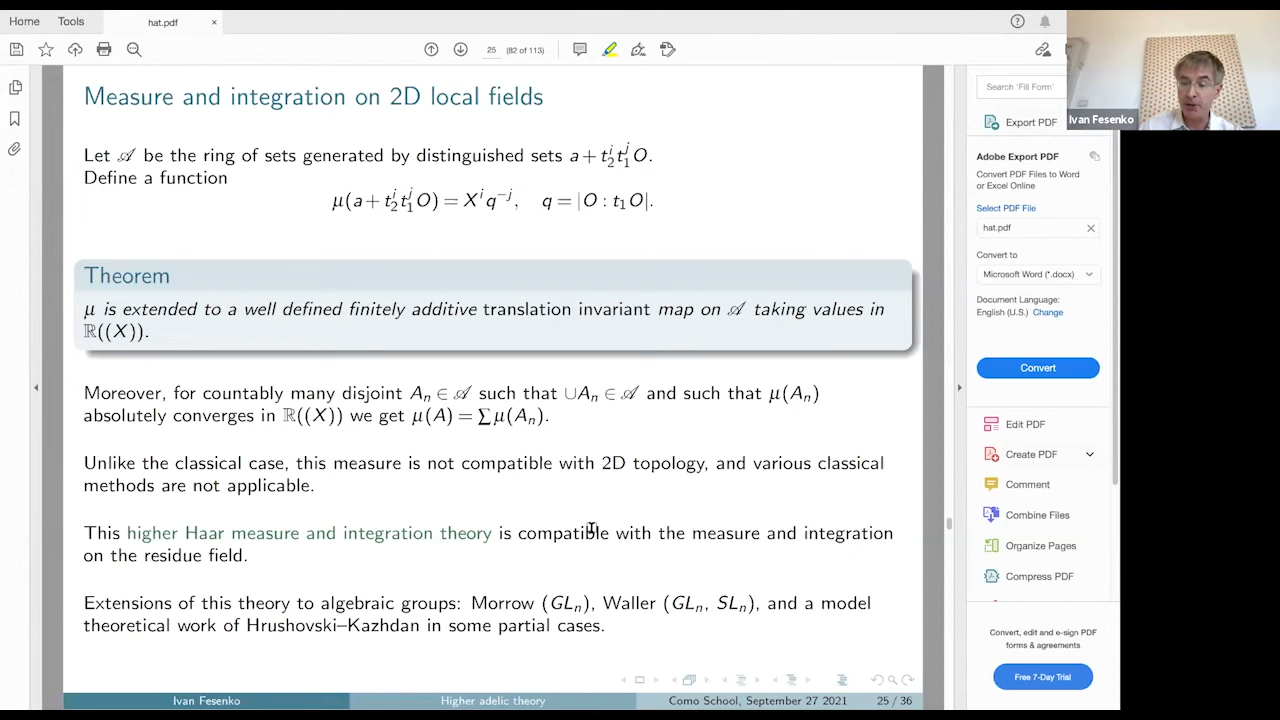 Home Tools hat.pdf ×
25 (82 of 113)
Ivan Fesenko
Measure and integration on 2D local fields
Let 𝒜 be the ring of sets generated by distinguished sets a + t₂ⁱt₁ʲO.
Define a function
μ(a + t₂ⁱt₁ʲO) = Xⁱq⁻ʲ, q = |O : t₁O|.
Theorem
μ is extended to a well defined finitely additive translation invariant map on 𝒜 taking values in
ℝ((X)).
Moreover, for countably many disjoint Aₙ ∈ 𝒜 such that ∪Aₙ ∈ 𝒜 and such that μ(Aₙ)
absolutely converges in ℝ((X)) we get μ(A) = ∑μ(Aₙ).
Unlike the classical case, this measure is not compatible with 2D topology, and various classical
methods are not applicable.
This higher Haar measure and integration theory is compatible with the measure and integration
on the residue field.
Extensions of this theory to algebraic groups: Morrow (GLₙ), Waller (GLₙ, SLₙ), and a model
theoretical work of Hrushovski–Kazhdan in some partial cases.
Ivan Fesenko Higher adelic theory Como School, September 27 2021 25 / 36
Search 'Fill Form'
Export PDF
Adobe Export PDF
Convert PDF Files to Word
or Excel Online
Select PDF File
hat.pdf
Convert to
Microsoft Word (*.docx)
Document Language:
English (U.S.) Change
Convert
Edit PDF
Create PDF
Comment
Combine Files
Organize Pages
Compress PDF
Convert, edit and e-sign PDF
forms & agreements
Free 7-Day Trial